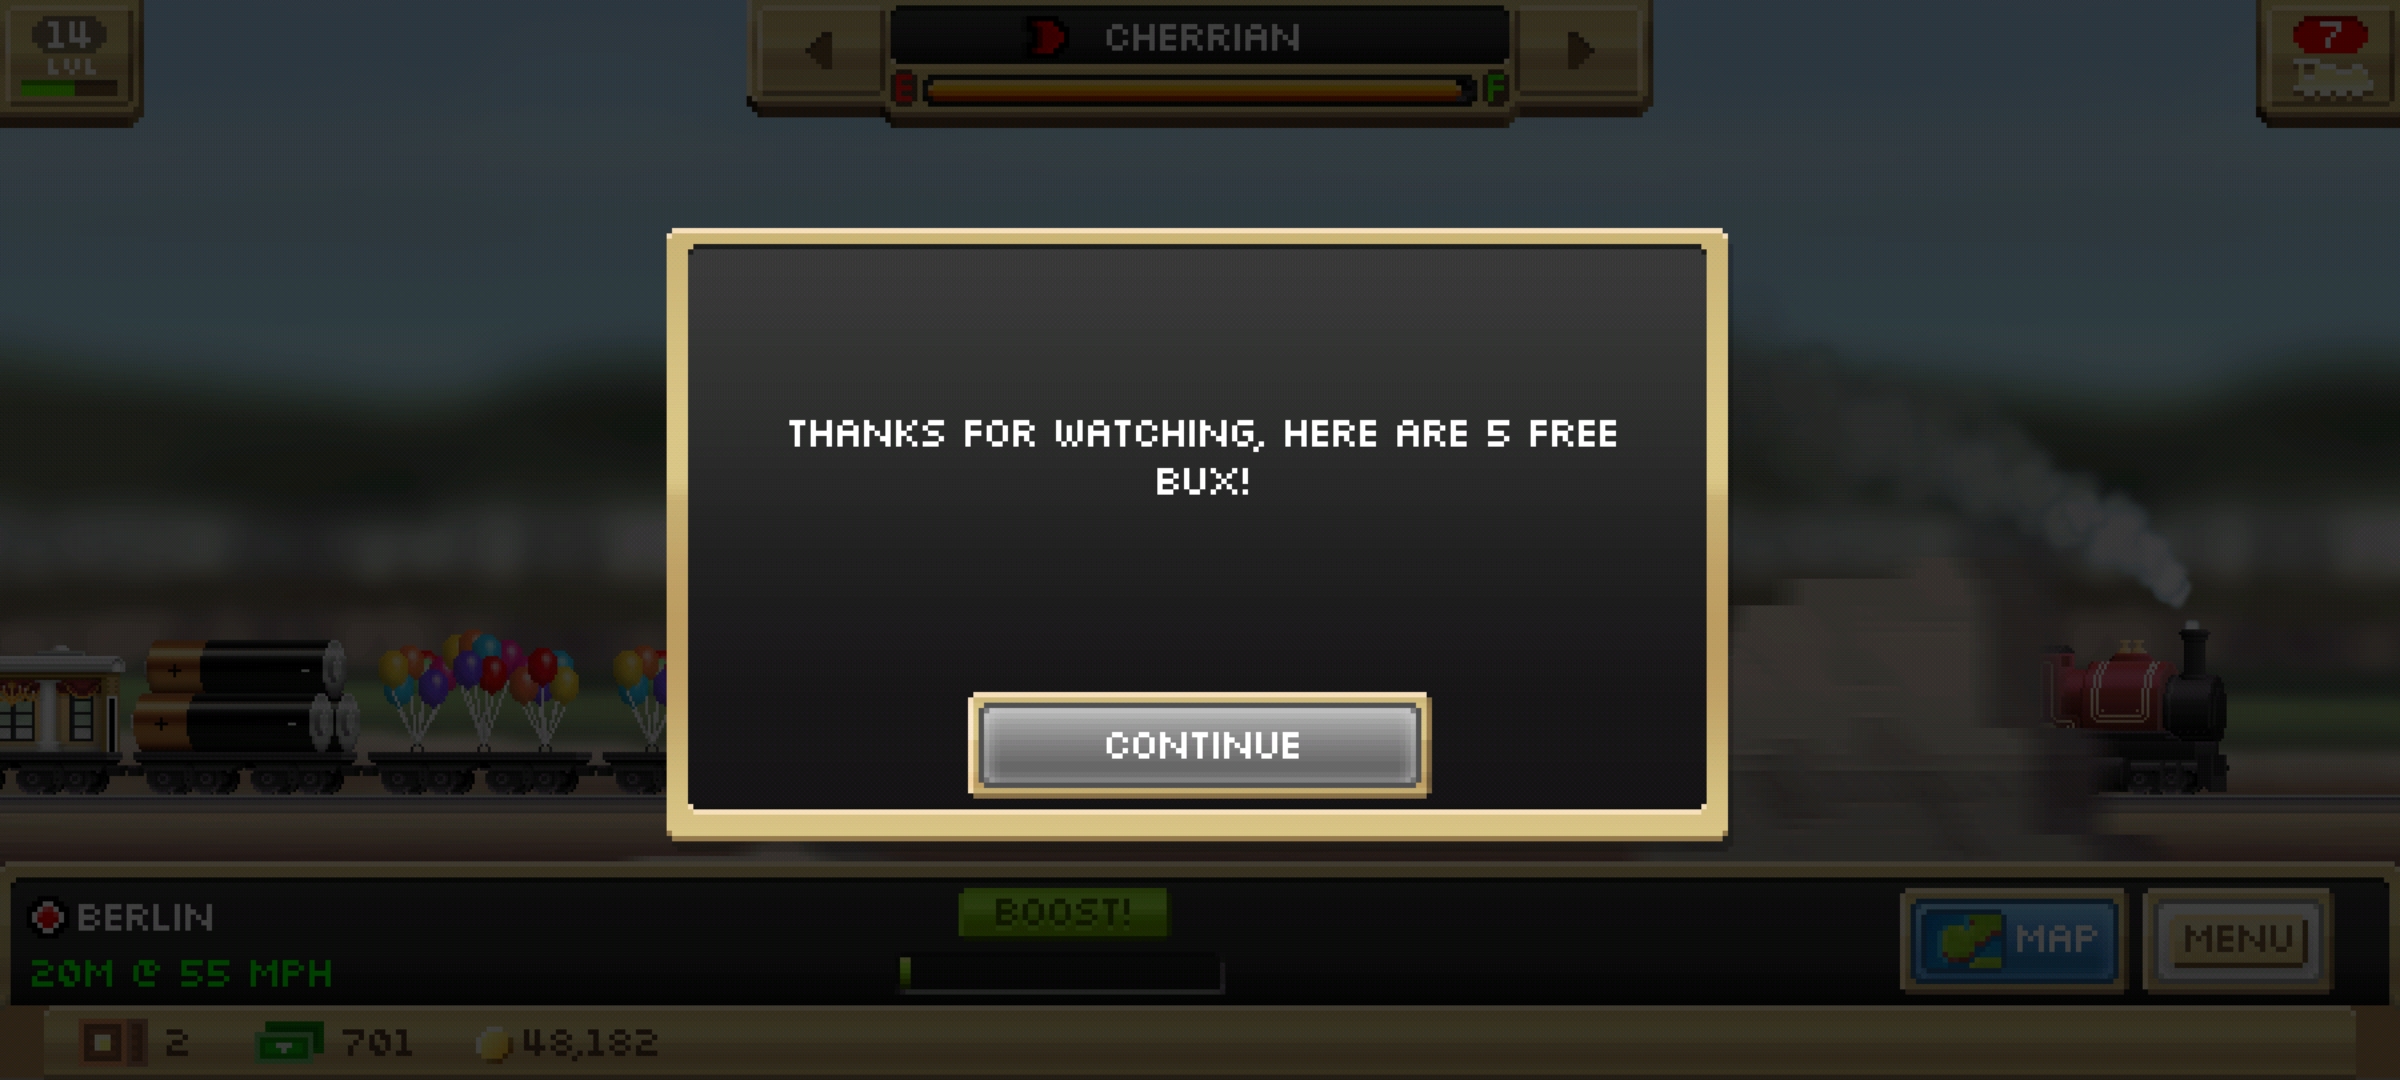 14
LVL
CHERRIAN
E F
7
THANKS FOR WATCHING, HERE ARE 5 FREE
BUX!
CONTINUE
BERLIN
20M @ 55 MPH
BOOST!
MAP
MENU
2
701
48,182